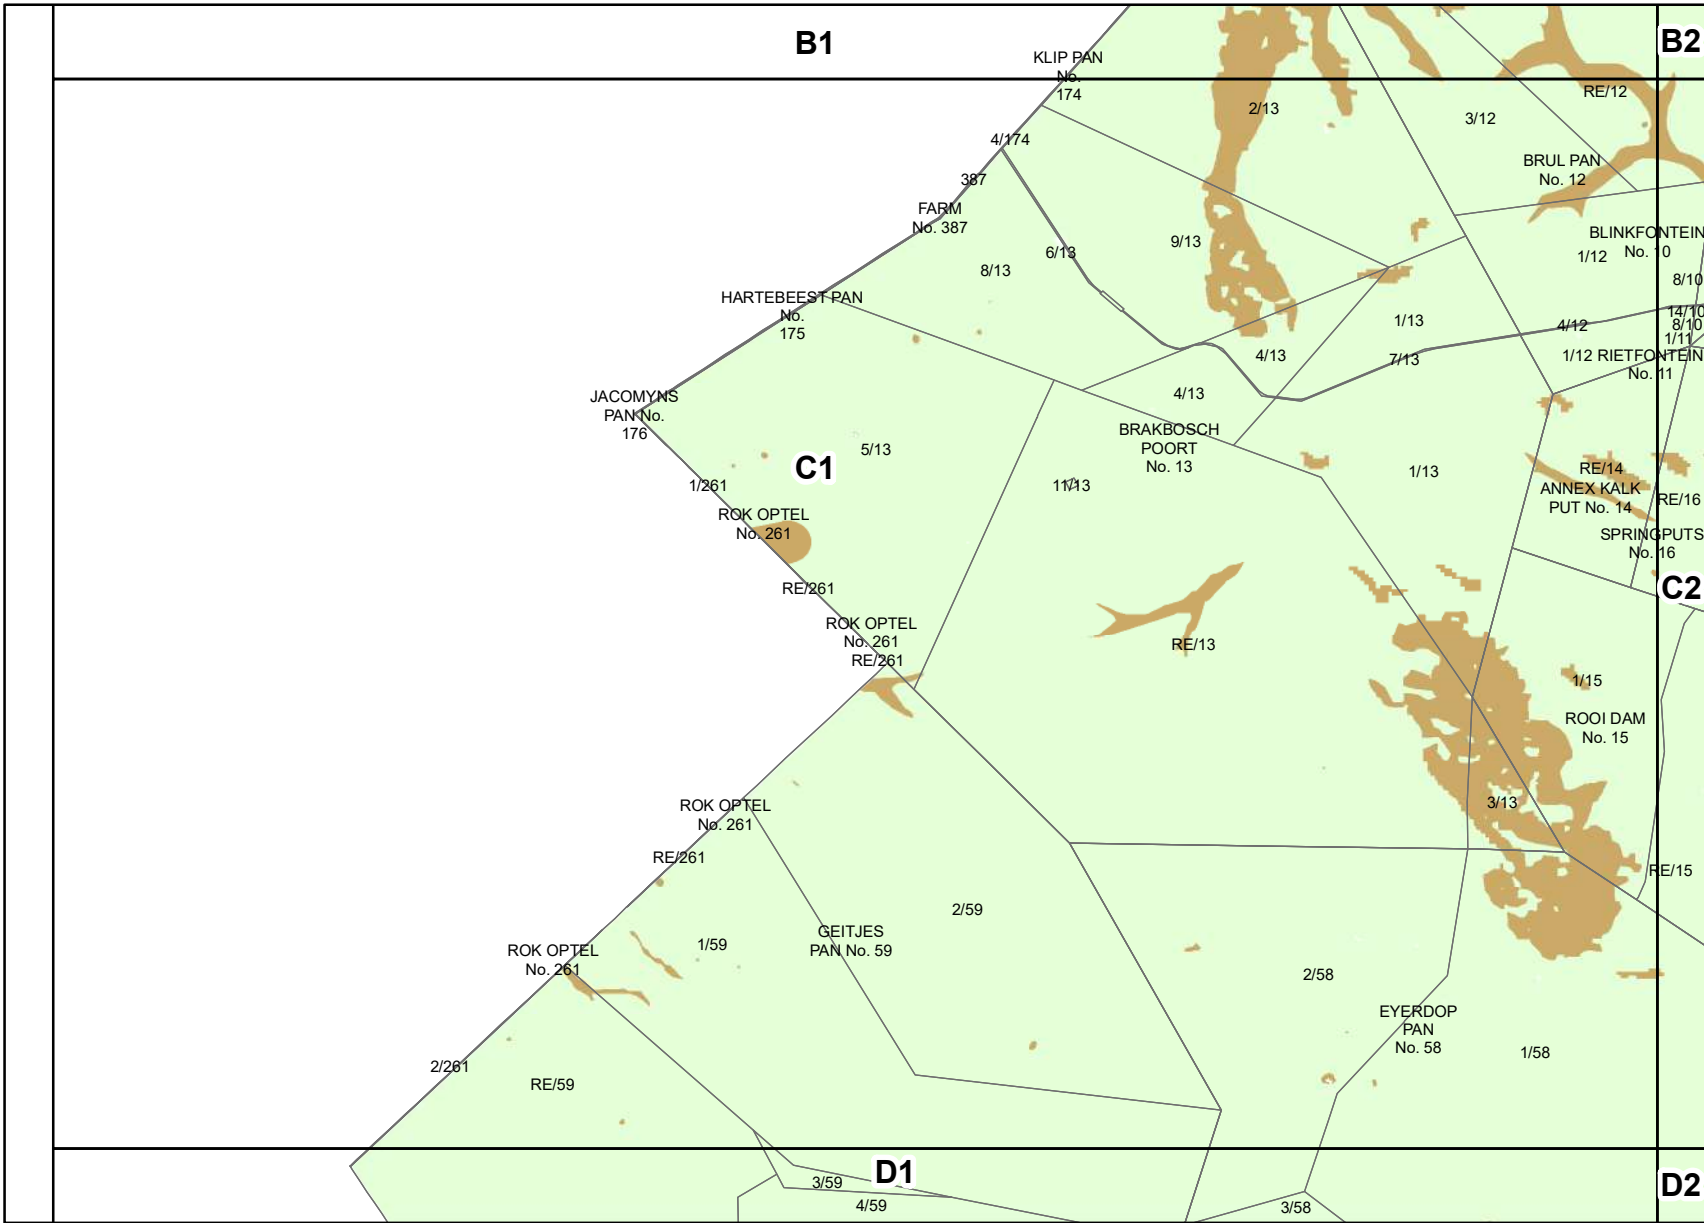 B1
B2
KLIP PAN
No.
174
RE/12
2/13
3/12
4/174
BRUL PAN
No. 12
387
FARM
No. 387
BLINKFONTEIN
No. 10
9/13
6/13
1/12
8/13
8/10
HARTEBEEST PAN
No.
175
14/10
1/13
4/12
8/10
1/11
4/13
7/13
1/12
RIETFONTEIN
No. 11
JACOMYNS
PAN No.
176
4/13
BRAKBOSCH
POORT
No. 13
5/13
C1
1/13
RE/14
ANNEX KALK
PUT No. 14
1/261
11/13
RE/16
ROK OPTEL
No. 261
SPRINGPUTS
No. 16
RE/261
C2
ROK OPTEL
No. 261
RE/261
RE/13
1/15
ROOI DAM
No. 15
ROK OPTEL
No. 261
3/13
RE/261
RE/15
2/59
GEITJES
PAN No. 59
1/59
ROK OPTEL
No. 261
2/58
EYERDOP
PAN
No. 58
1/58
2/261
RE/59
D1
3/59
4/59
3/58
D2